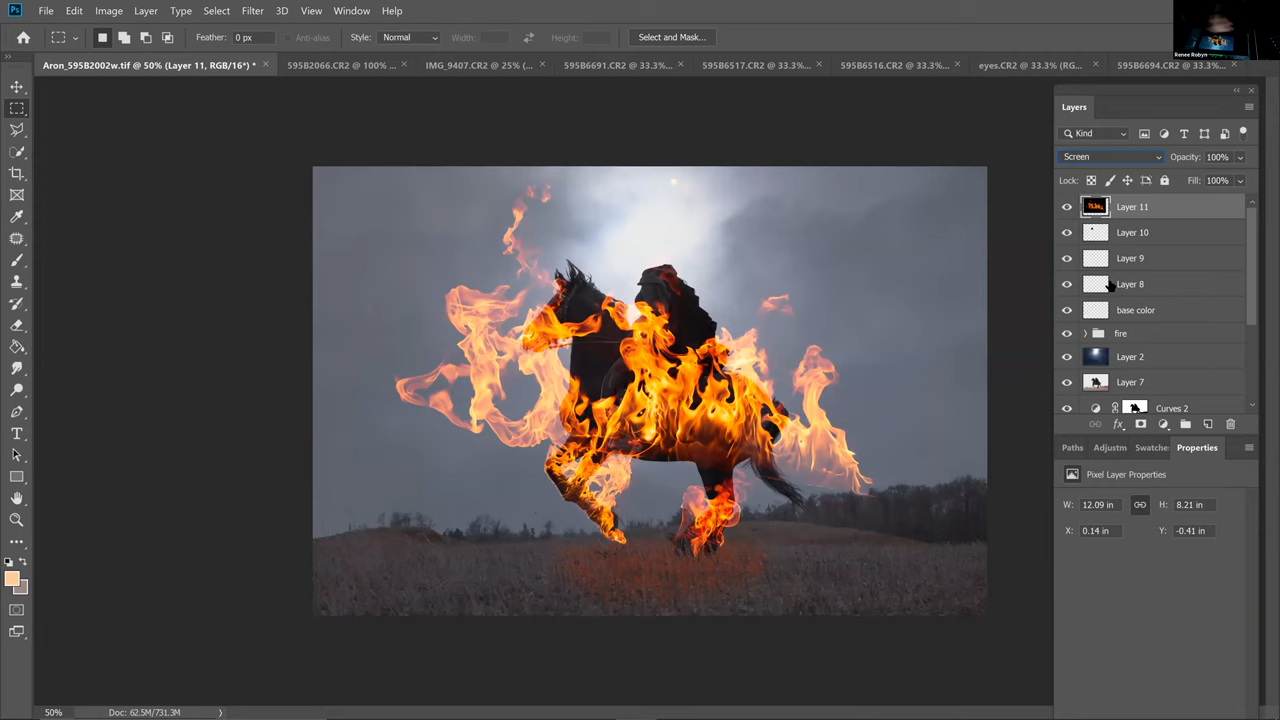 Ps File Edit Image Layer Type Select Filter 3D View Window Help
Feather: 0 px Anti-alias Style: Normal Width: Height: Select and Mask...
Renee Robyn
Aron_595B2002w.tif @ 50% (Layer 11, RGB/16*) * × 595B2066.CR2 @ 100% ... × IMG_9407.CR2 @ 25% (... × 595B6691.CR2 @ 33.3%... × 595B6517.CR2 @ 33.3%... × 595B6516.CR2 @ 33.3%... × eyes.CR2 @ 33.3% (RG... × 595B6694.CR2 @ 33.3%... ×
Layers
Kind
Screen Opacity: 100%
Lock: Fill: 100%
Layer 11
Layer 10
Layer 9
Layer 8
base color
fire
Layer 2
Layer 7
Curves 2
fx
Paths Adjustm Swatche Properties
Pixel Layer Properties
W: 12.09 in H: 8.21 in
X: 0.14 in Y: -0.41 in
50% Doc: 62.5M/731.3M